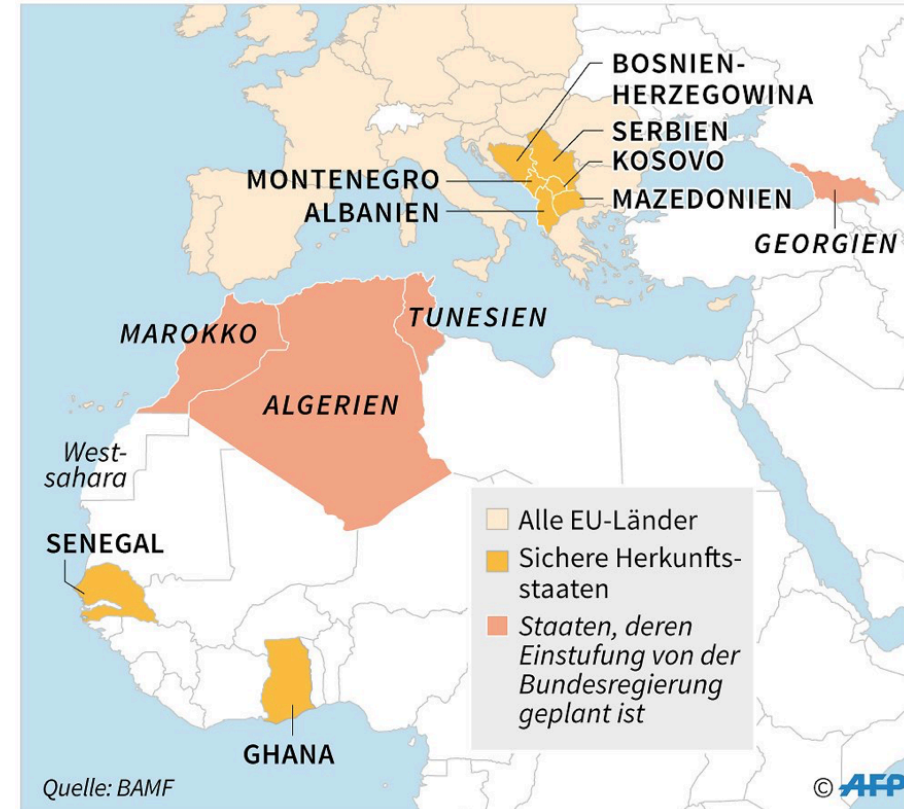 BOSNIEN-
HERZEGOWINA
SERBIEN
KOSOVO
MONTENEGRO
MAZEDONIEN
ALBANIEN
GEORGIEN
TUNESIEN
MAROKKO
ALGERIEN
West-
sahara
SENEGAL
GHANA
Alle EU-Länder
Sichere Herkunfts-
staaten
Staaten, deren
Einstufung von der
Bundesregierung
geplant ist
Quelle: BAMF
© AFP